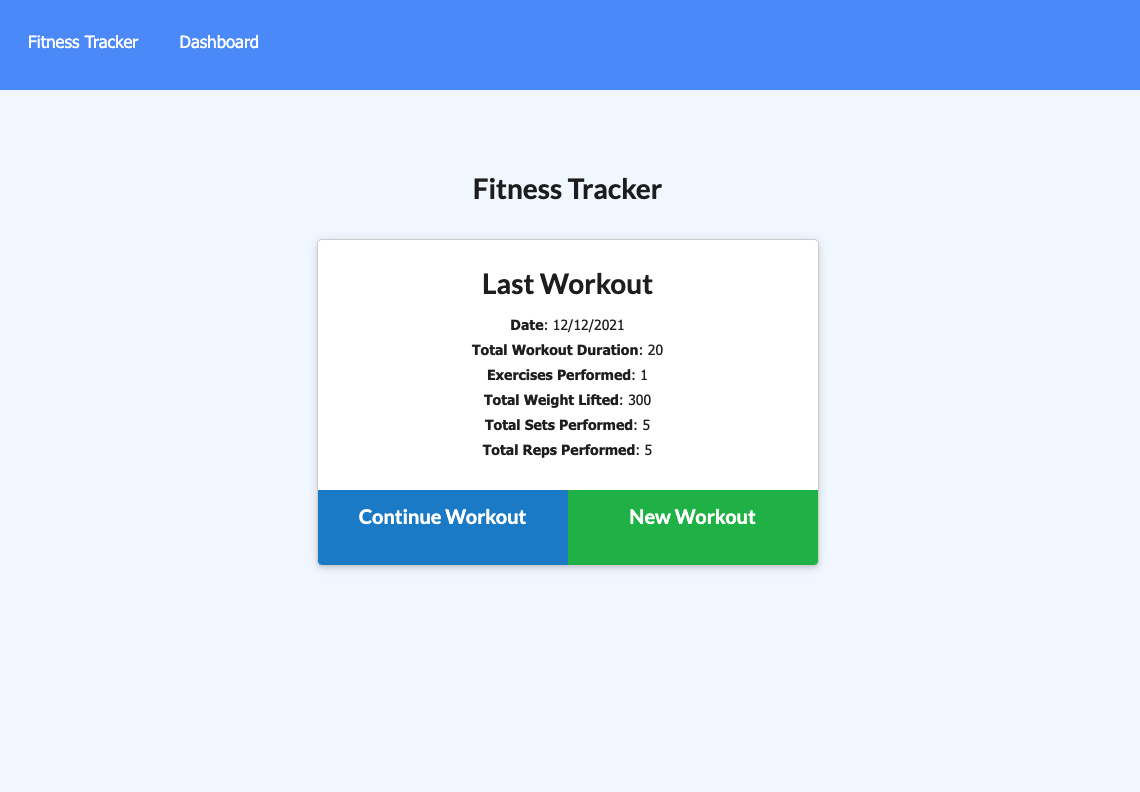 Fitness Tracker Dashboard
Fitness Tracker
Last Workout
Date: 12/12/2021
Total Workout Duration: 20
Exercises Performed: 1
Total Weight Lifted: 300
Total Sets Performed: 5
Total Reps Performed: 5
Continue Workout New Workout